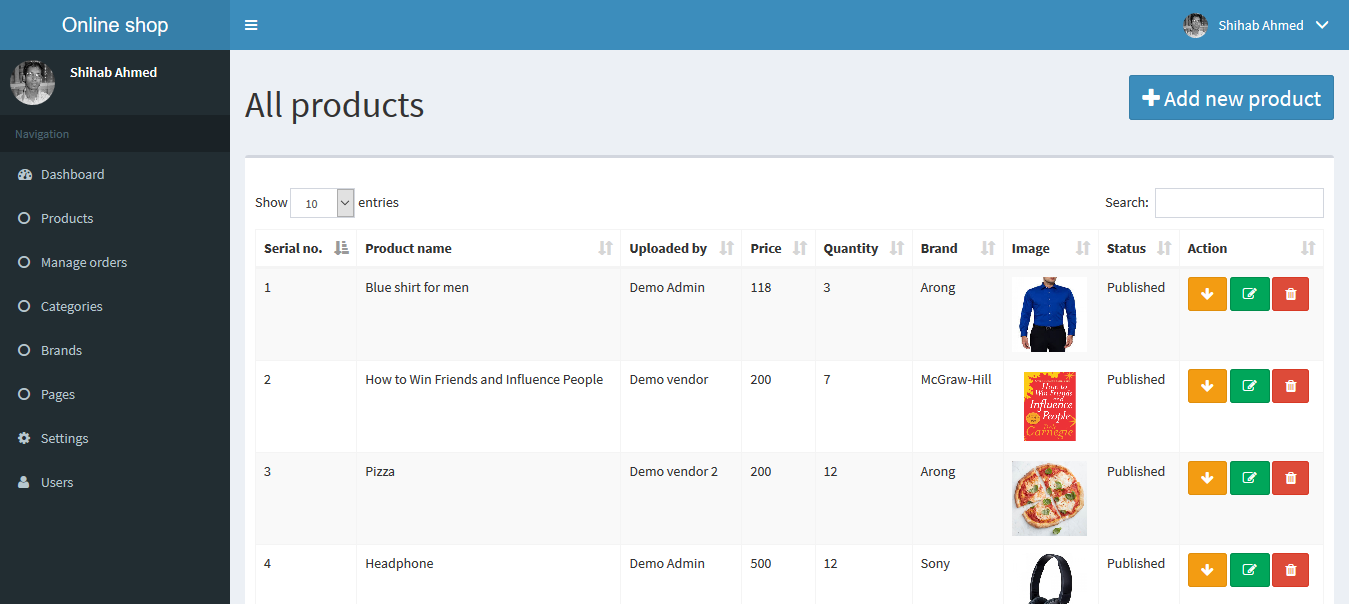 Online shop
Shihab Ahmed
Shihab Ahmed
Navigation
Dashboard
Products
Manage orders
Categories
Brands
Pages
Settings
Users
All products
Add new product
Show 10 entries Search:
Serial no. Product name Uploaded by Price Quantity Brand Image Status Action
1 Blue shirt for men Demo Admin 118 3 Arong Published
2 How to Win Friends and Influence People Demo vendor 200 7 McGraw-Hill Published
How to
Win Friends
and
Influence
People
Carnegie
3 Pizza Demo vendor 2 200 12 Arong Published
4 Headphone Demo Admin 500 12 Sony Published